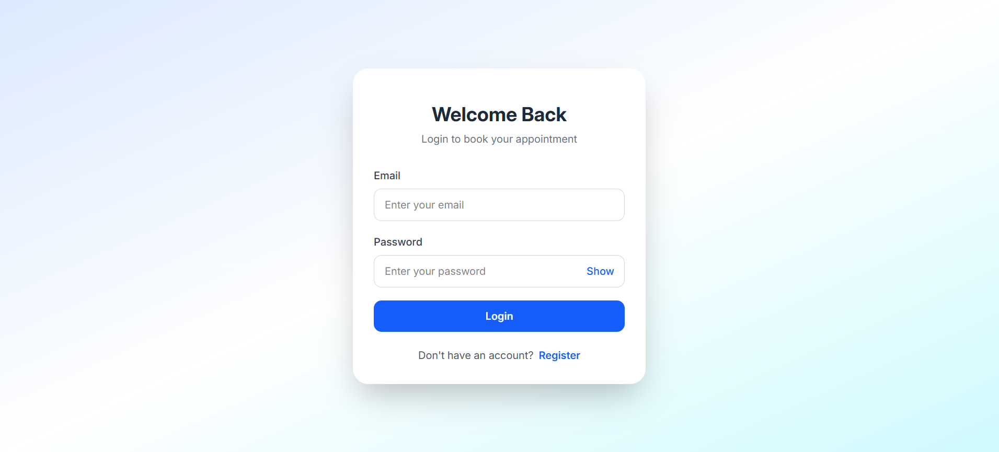 Welcome Back
Login to book your appointment
Email
Enter your email
Password
Enter your password Show
Login
Don't have an account? Register